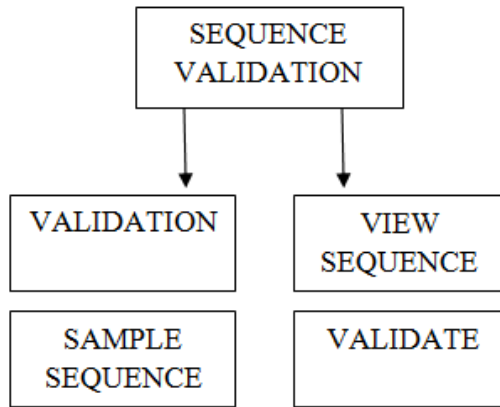 SEQUENCE
VALIDATION
VALIDATION
VIEW
SEQUENCE
SAMPLE
SEQUENCE
VALIDATE